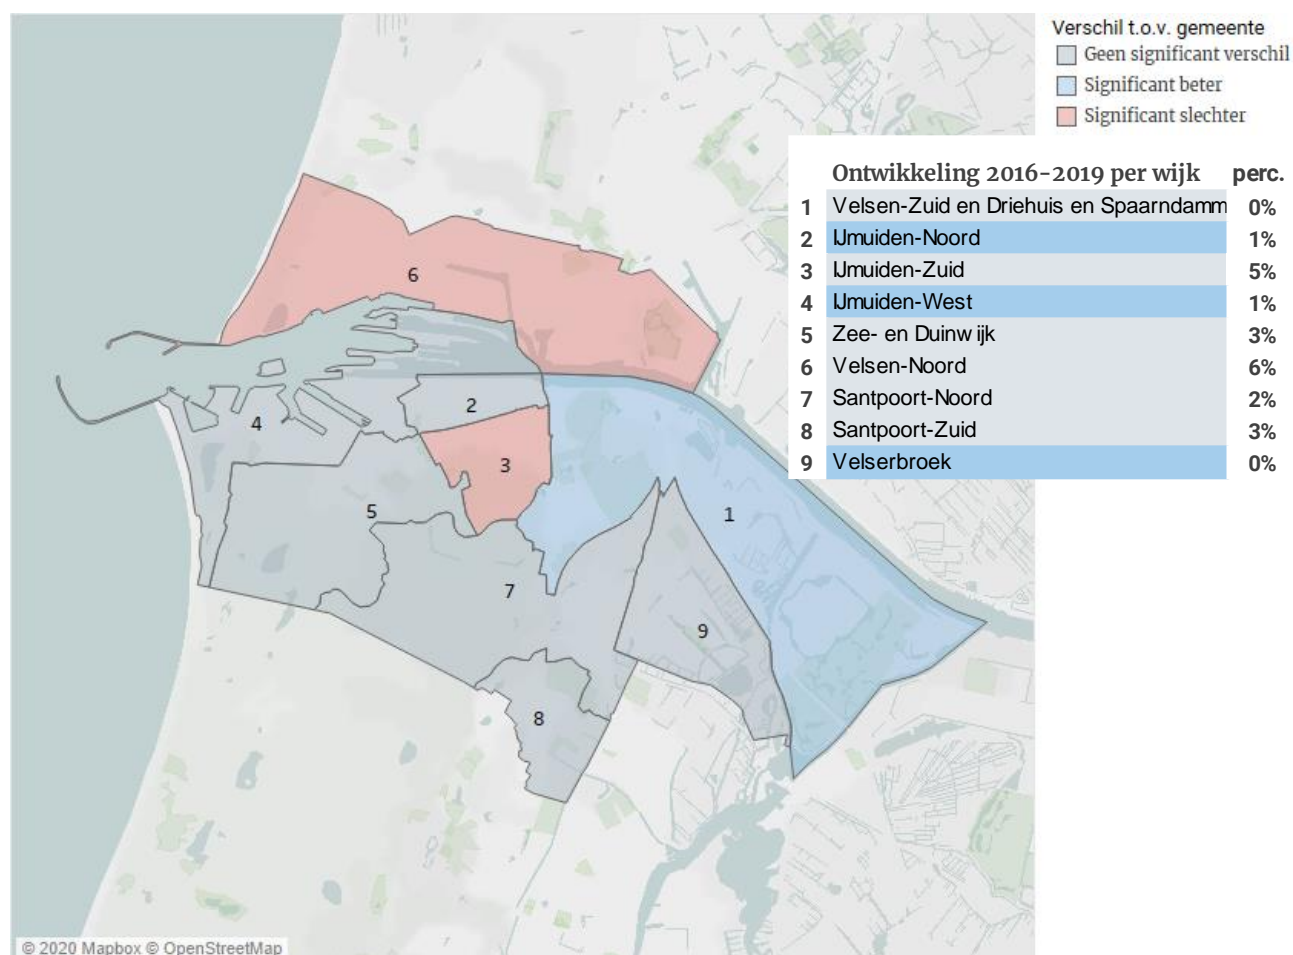 Verschil t.o.v. gemeente
Geen significant verschil
Significant beter
Significant slechter
Ontwikkeling 2016-2019 per wijk perc.
1 Velsen-Zuid en Driehuis en Spaarndamm 0%
2 IJmuiden-Noord 1%
3 IJmuiden-Zuid 5%
4 IJmuiden-West 1%
5 Zee- en Duinwijk 3%
6 Velsen-Noord 6%
7 Santpoort-Noord 2%
8 Santpoort-Zuid 3%
9 Velserbroek 0%
6
2
4
3
5
1
7
9
8
© 2020 Mapbox © OpenStreetMap